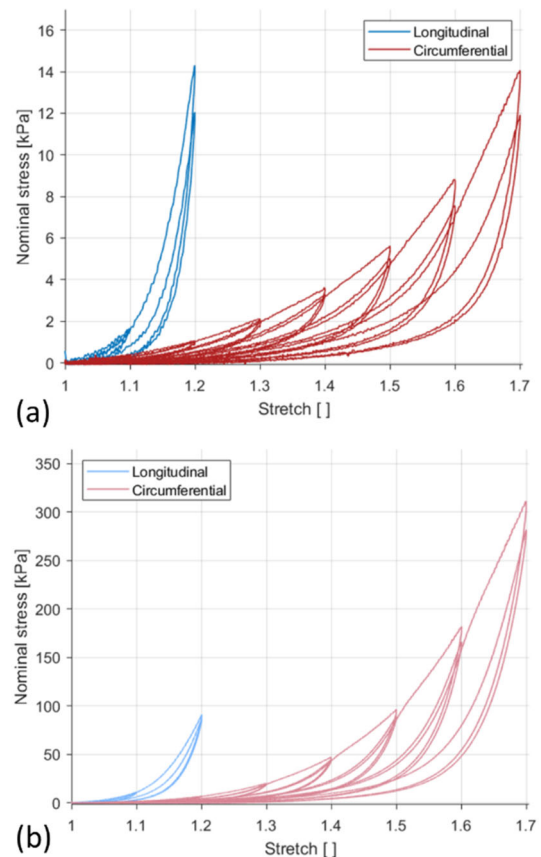 16
14
12
10
8
6
4
2
0
Nominal stress [kPa]
Longitudinal
Circumferential
1 1.1 1.2 1.3 1.4 1.5 1.6 1.7
Stretch [ ]
(a)
350
300
250
200
150
100
50
0
Nominal stress [kPa]
Longitudinal
Circumferential
1 1.1 1.2 1.3 1.4 1.5 1.6 1.7
Stretch [ ]
(b)